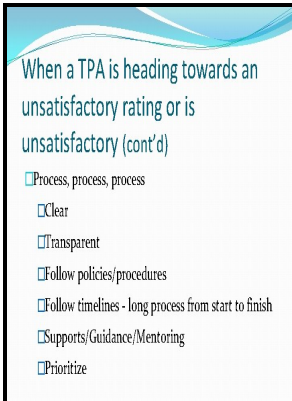 When a TPA is heading towards an
unsatisfactory rating or is
unsatisfactory (cont'd)
Process, process, process
Clear
Transparent
Follow policies/procedures
Follow timelines - long process from start to finish
Supports/Guidance/Mentoring
Prioritize